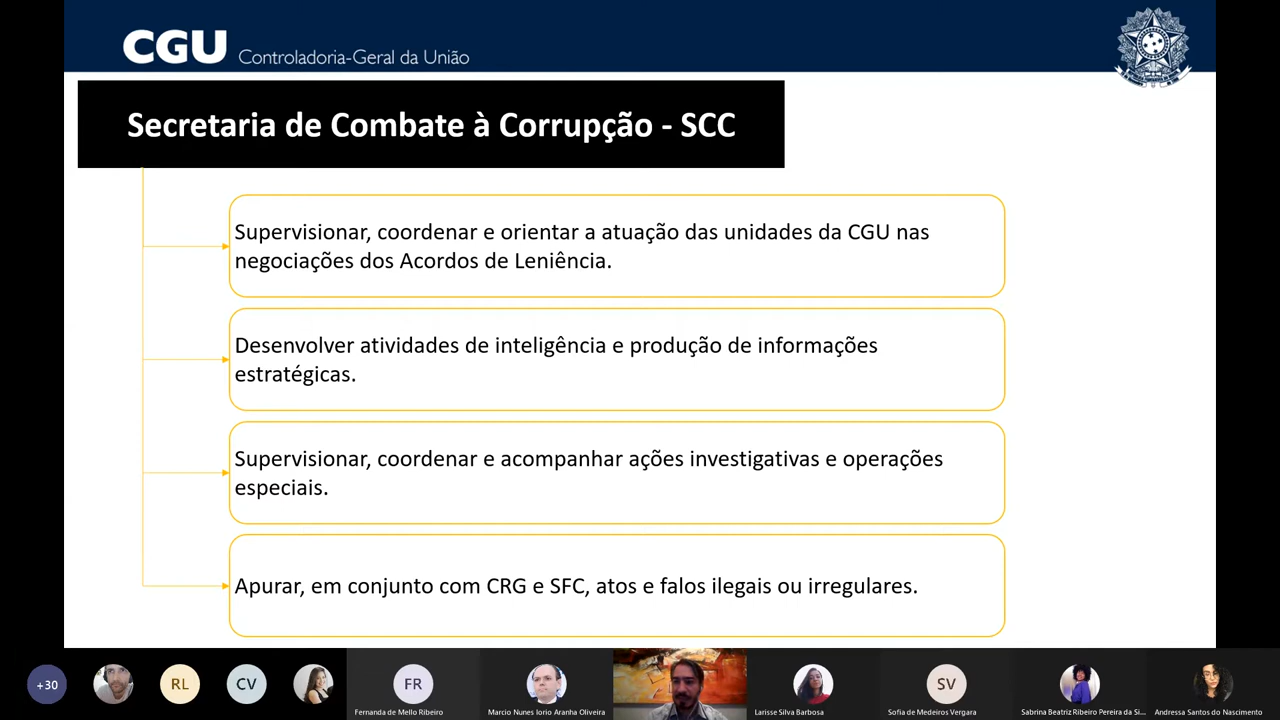 CGU Controladoria-Geral da União
Secretaria de Combate à Corrupção - SCC
Supervisionar, coordenar e orientar a atuação das unidades da CGU nas
negociações dos Acordos de Leniência.
Desenvolver atividades de inteligência e produção de informações
estratégicas.
Supervisionar, coordenar e acompanhar ações investigativas e operações
especiais.
Apurar, em conjunto com CRG e SFC, atos e falos ilegais ou irregulares.
+30
RL
CV
FR
SV
Fernanda de Mello Ribeiro
Marcio Nunes Iorio Aranha Oliveira
Larisse Silva Barbosa
Sofia de Medeiros Vergara
Sabrina Beatriz Ribeiro Pereira da Si...
Andressa Santos do Nascimento